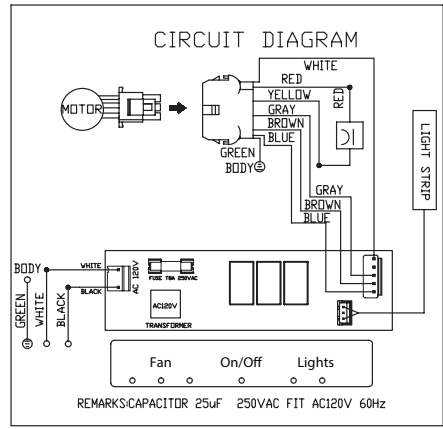 CIRCUIT DIAGRAM
WHITE
RED
YELLOW
GRAY
BROWN
BLUE
GREEN
BODY
RED
MOTOR
LIGHT STRIP
GRAY
BROWN
BLUE
BODY
WHITE
BLACK
AC 120V
FUSE T8A 250VAC
AC120V
TRANSFORMER
GREEN
WHITE
BLACK
Fan On/Off Lights
REMARKS:CAPACITOR 25uF 250VAC FIT AC120V 60Hz